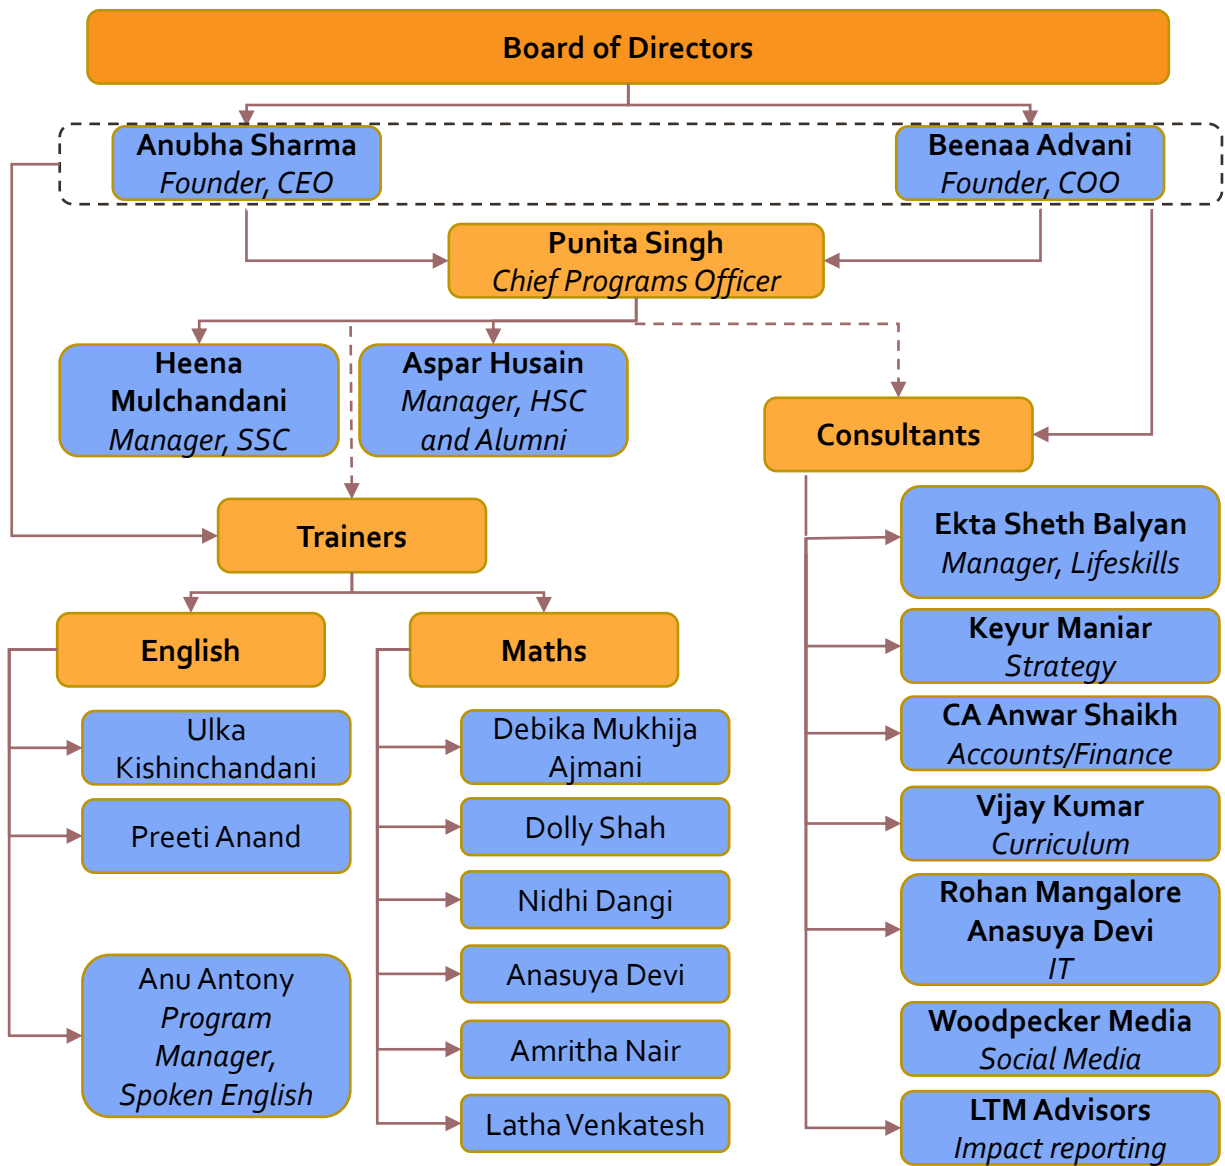 Board of Directors
Anubha Sharma
Founder, CEO
Beenaa Advani
Founder, COO
Punita Singh
Chief Programs Officer
Heena
Mulchandani
Manager, SSC
Aspar Husain
Manager, HSC
and Alumni
Consultants
Trainers
English
Maths
Ulka
Kishinchandani
Preeti Anand
Anu Antony
Program
Manager,
Spoken English
Debika Mukhija
Ajmani
Dolly Shah
Nidhi Dangi
Anasuya Devi
Amritha Nair
Latha Venkatesh
Ekta Sheth Balyan
Manager, Lifeskills
Keyur Maniar
Strategy
CA Anwar Shaikh
Accounts/Finance
Vijay Kumar
Curriculum
Rohan Mangalore
Anasuya Devi
IT
Woodpecker Media
Social Media
LTM Advisors
Impact reporting